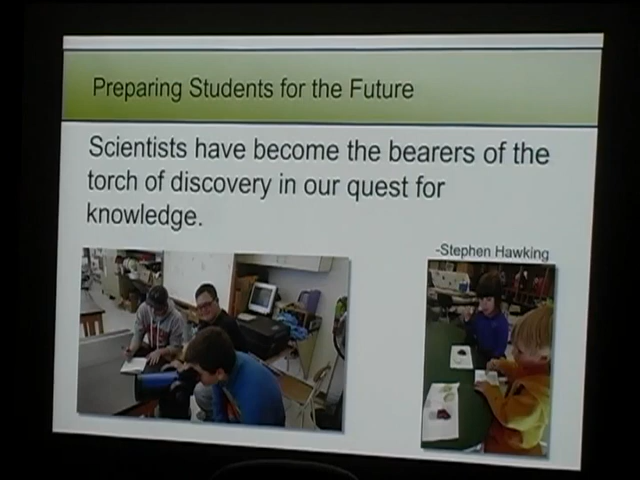 Preparing Students for the Future
Scientists have become the bearers of the
torch of discovery in our quest for
knowledge.
-Stephen Hawking